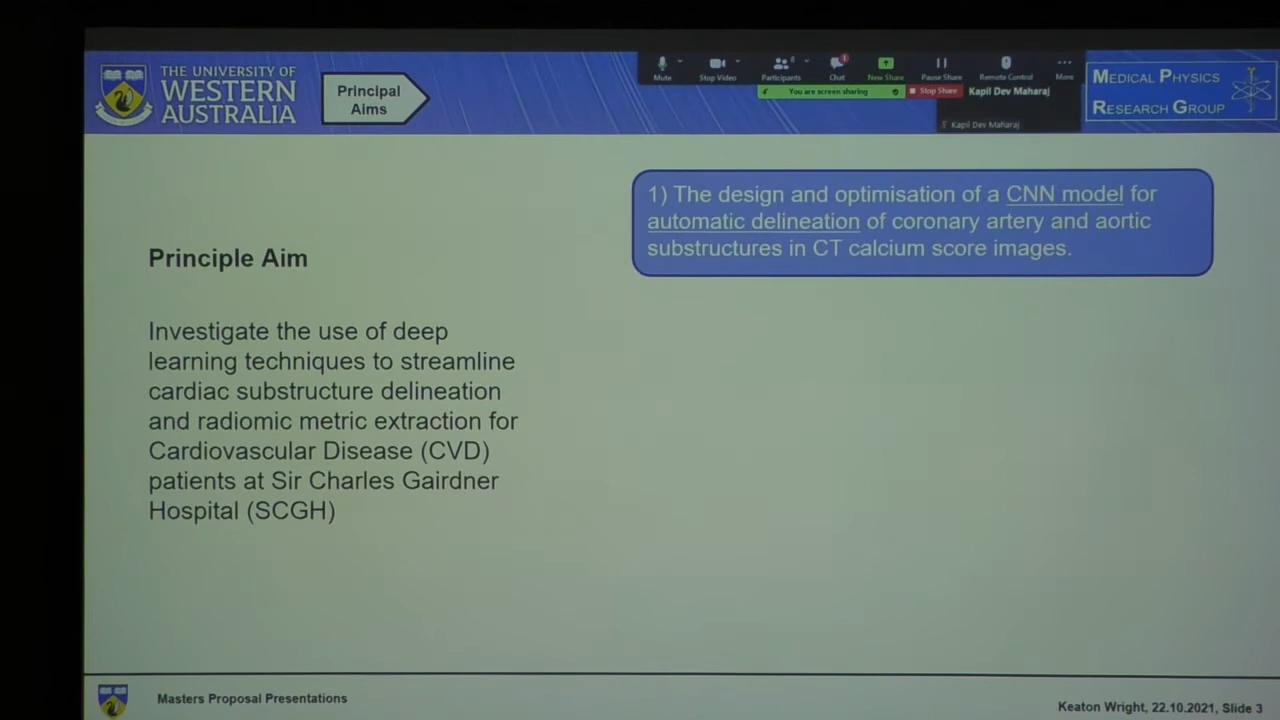 THE UNIVERSITY OF
WESTERN
AUSTRALIA
Principal
Aims
Mute
Stop Video
Participants
4
Chat
1
New Share
Pause Share
Remote Control
More
You are screen sharing
Stop Share
Kapil Dev Maharaj
Kapil Dev Maharaj
MEDICAL PHYSICS
RESEARCH GROUP
Principle Aim
Investigate the use of deep
learning techniques to streamline
cardiac substructure delineation
and radiomic metric extraction for
Cardiovascular Disease (CVD)
patients at Sir Charles Gairdner
Hospital (SCGH)
1) The design and optimisation of a CNN model for
automatic delineation of coronary artery and aortic
substructures in CT calcium score images.
Masters Proposal Presentations
Keaton Wright, 22.10.2021, Slide 3